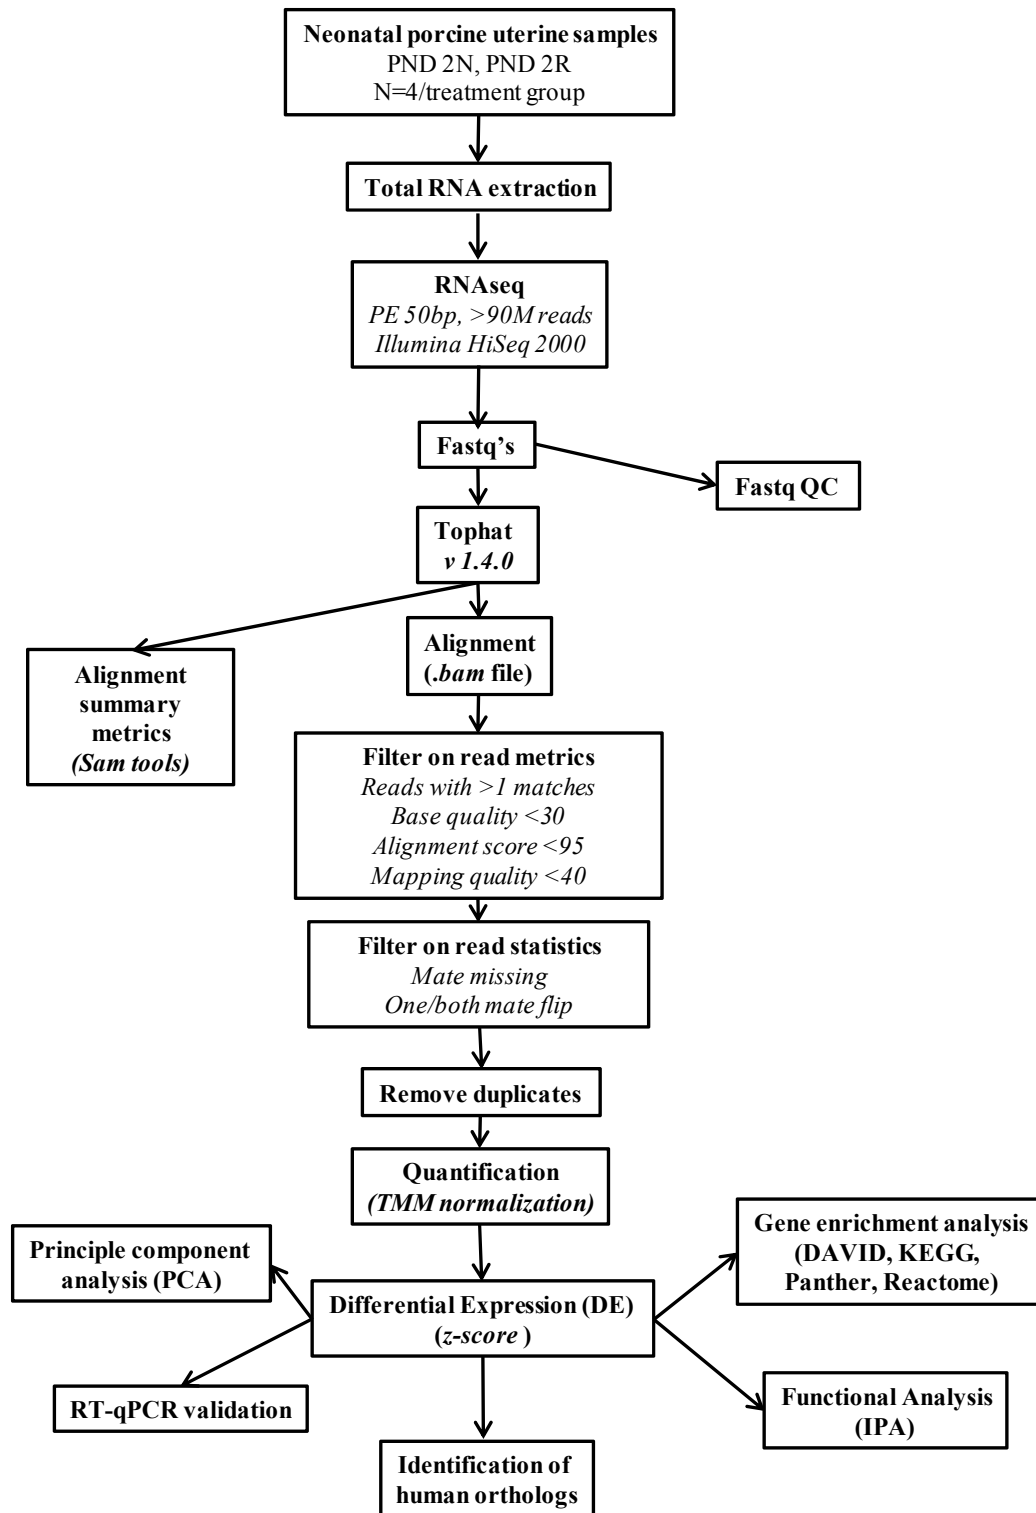 Neonatal porcine uterine samples
PND 2N, PND 2R
N=4/treatment group
Total RNA extraction
RNAseq
PE 50bp, >90M reads
Illumina HiSeq 2000
Fastq's
Fastq QC
Tophat
v 1.4.0
Alignment
(.bam file)
Alignment
summary
metrics
(Sam tools)
Filter on read metrics
Reads with >1 matches
Base quality <30
Alignment score <95
Mapping quality <40
Filter on read statistics
Mate missing
One/both mate flip
Remove duplicates
Quantification
(TMM normalization)
Principle component
analysis (PCA)
Gene enrichment analysis
(DAVID, KEGG,
Panther, Reactome)
Differential Expression (DE)
(z-score )
RT-qPCR validation
Functional Analysis
(IPA)
Identification of
human orthologs